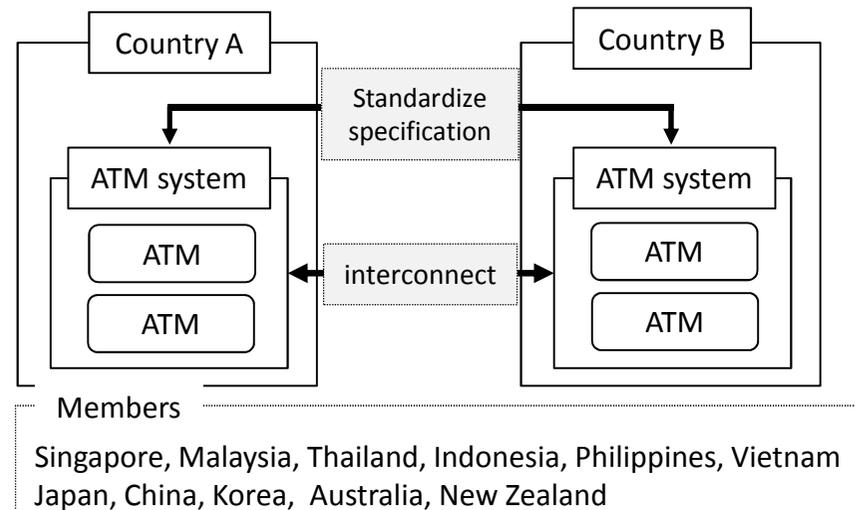 Country A
Country B
Standardize
specification
ATM system
ATM system
ATM
ATM
interconnect
ATM
ATM
Members
Singapore, Malaysia, Thailand, Indonesia, Philippines, Vietnam
Japan, China, Korea, Australia, New Zealand